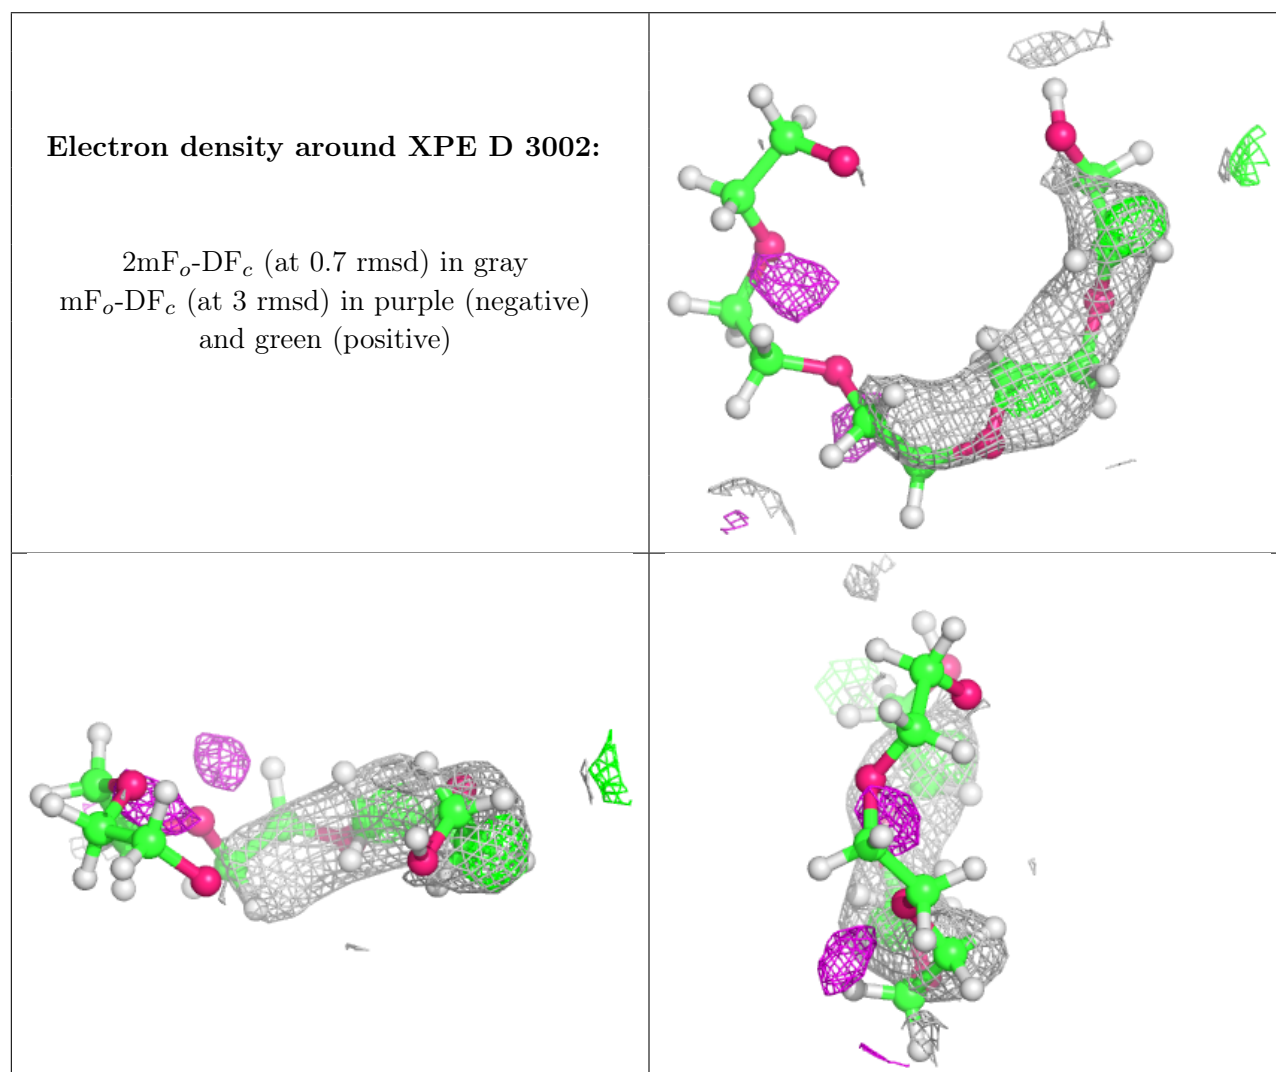 Electron density around XPE D 3002:
2mFo-DFc (at 0.7 rmsd) in gray
mFo-DFc (at 3 rmsd) in purple (negative)
and green (positive)